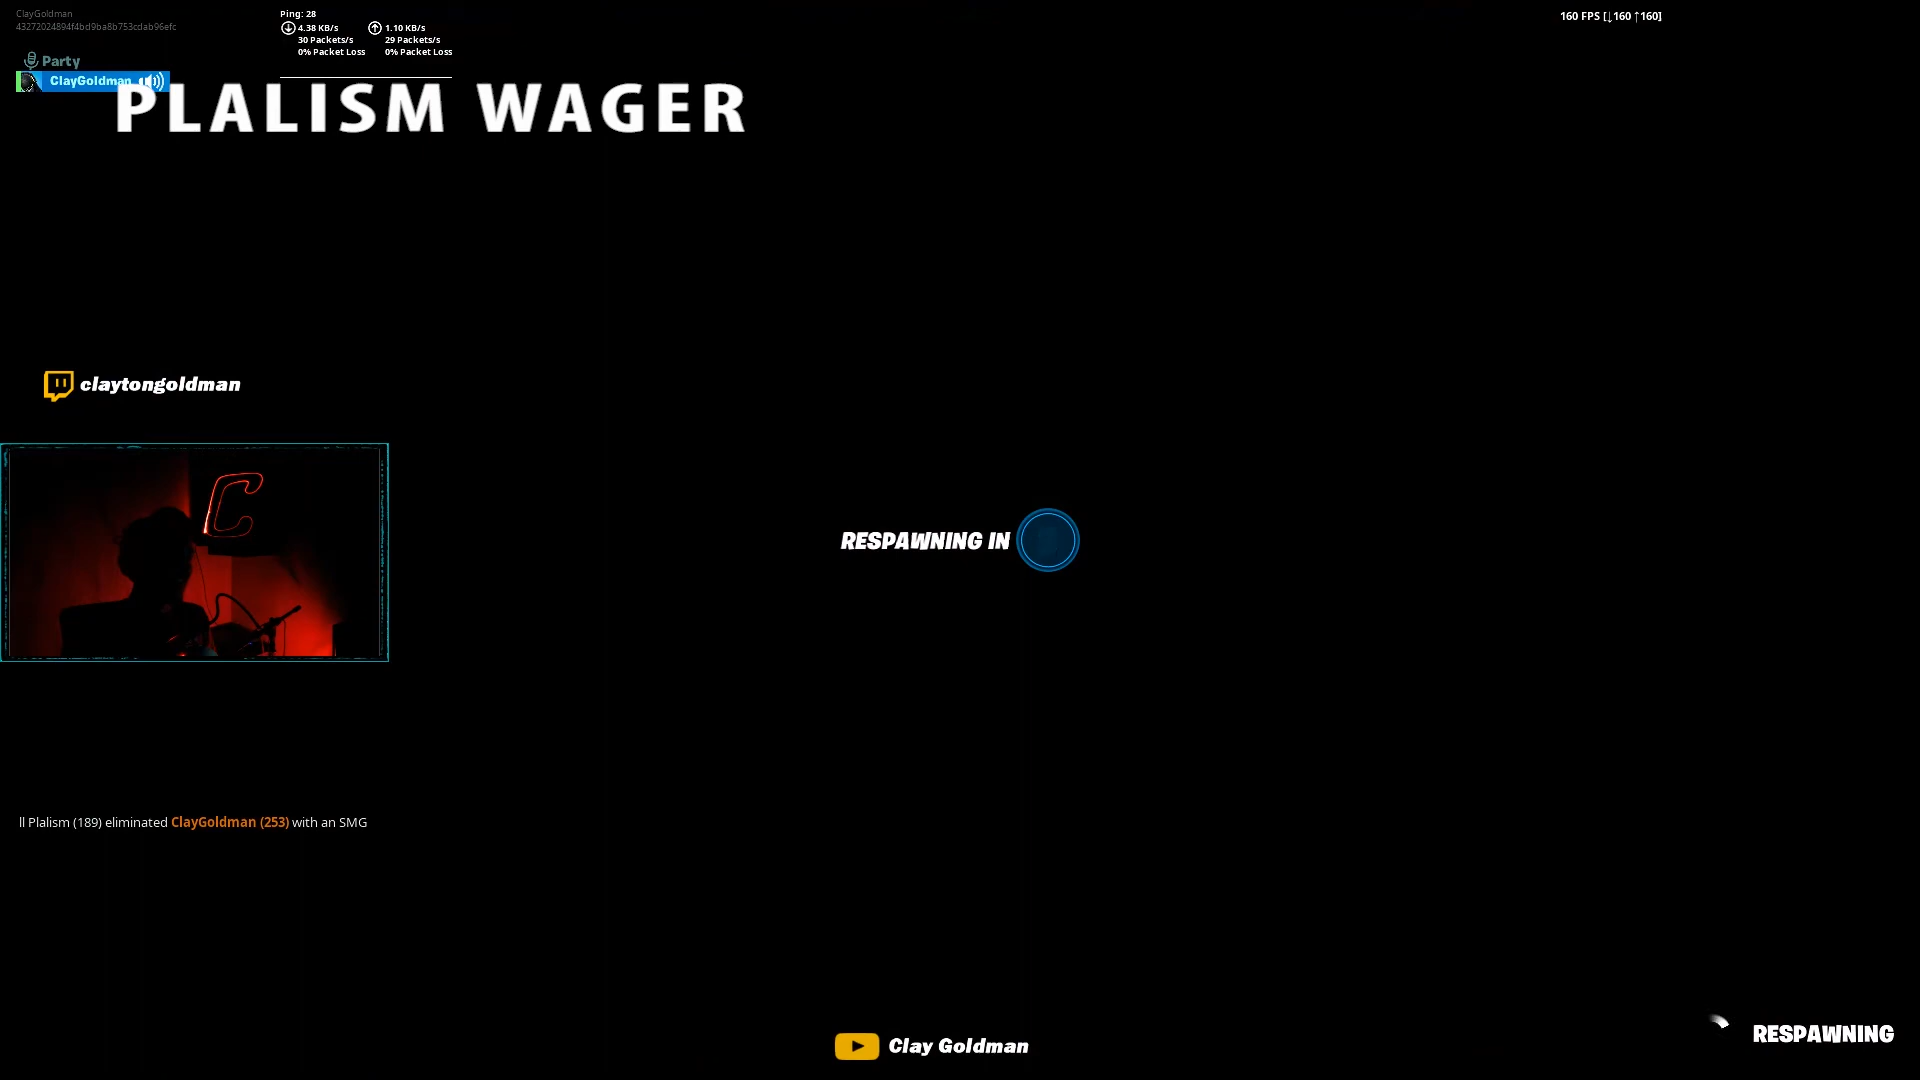 ClayGoldman
43272024894f4bd9ba8b753cdab96efc
Ping: 28
4.38 KB/s 1.10 KB/s
30 Packets/s 29 Packets/s
0% Packet Loss 0% Packet Loss
160 FPS [↓160 ↑160]
Party
ClayGoldman
PLALISM WAGER
claytongoldman
C
RESPAWNING IN
ll Plalism (189) eliminated ClayGoldman (253) with an SMG
Clay Goldman
RESPAWNING